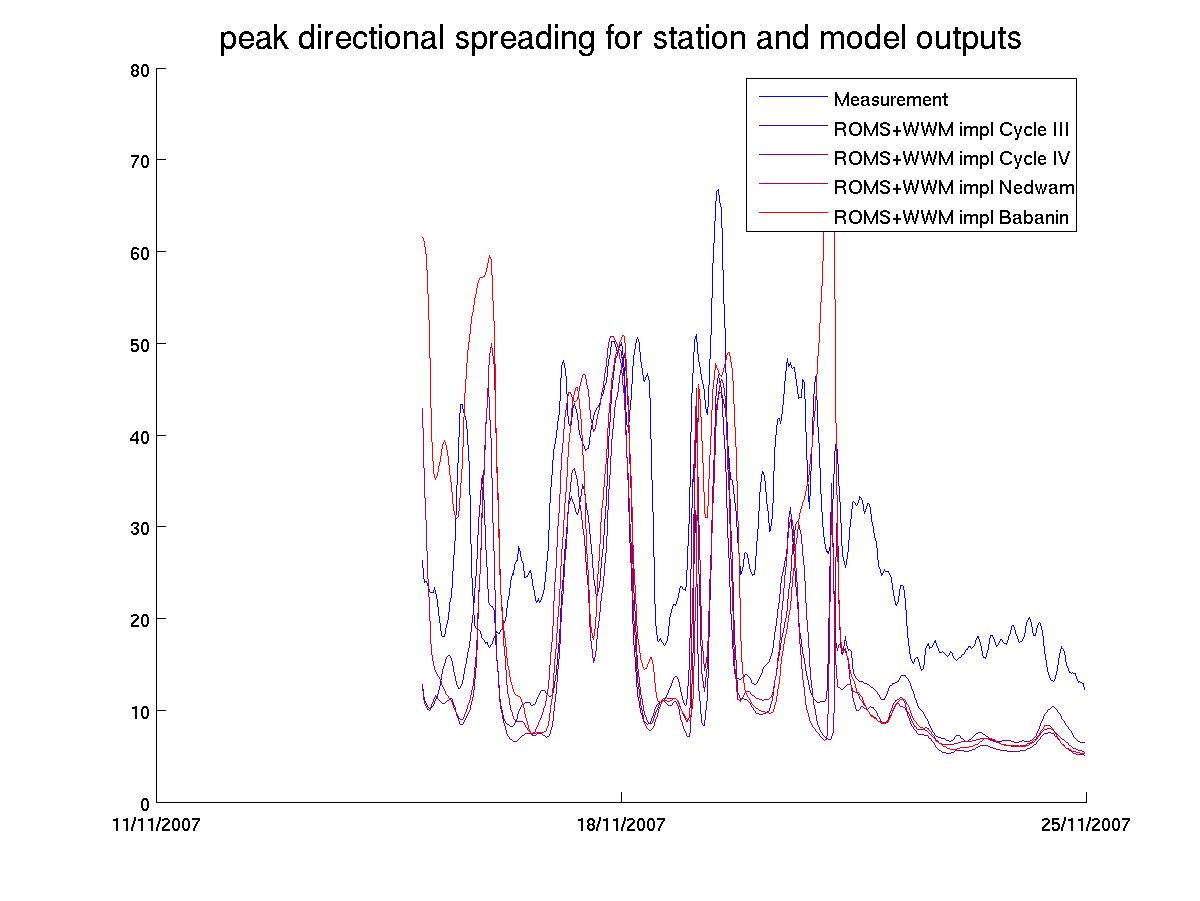 peak directional spreading for station and model outputs
80
70
60
50
40
30
20
10
0
11/11/2007
18/11/2007
25/11/2007
Measurement
ROMS+WWM impl Cycle III
ROMS+WWM impl Cycle IV
ROMS+WWM impl Nedwam
ROMS+WWM impl Babanin